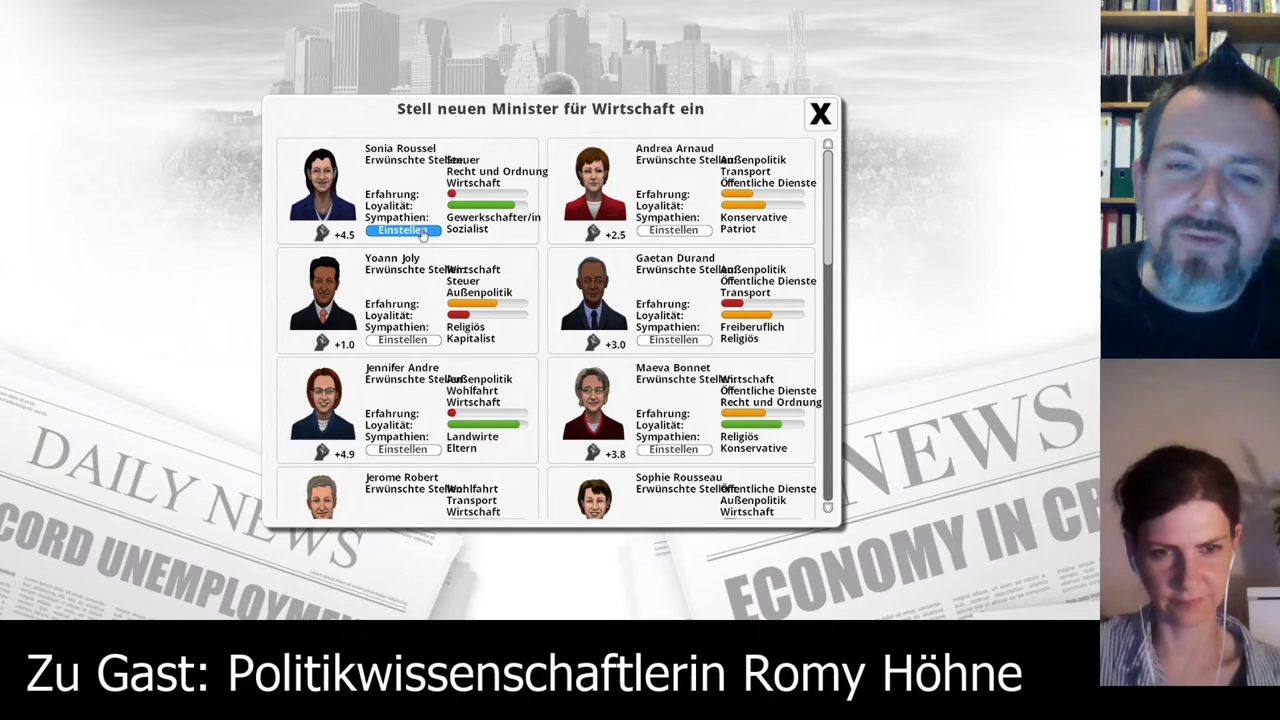 Stell neuen Minister für Wirtschaft ein
X
Sonia Roussel
Erwünschte Stellen: Steuer
Recht und Ordnung
Wirtschaft
Erfahrung:
Loyalität:
Sympathien: Gewerkschafter/in
Sozialist
+4.5
Einstellen
Andrea Arnaud
Erwünschte Stellen: Außenpolitik
Transport
Öffentliche Dienste
Erfahrung:
Loyalität:
Sympathien: Konservative
Patriot
+2.5
Einstellen
Yoann Joly
Erwünschte Stellen: Wirtschaft
Steuer
Außenpolitik
Erfahrung:
Loyalität:
Sympathien: Religiös
Kapitalist
+1.0
Einstellen
Gaetan Durand
Erwünschte Stellen: Außenpolitik
Öffentliche Dienste
Transport
Erfahrung:
Loyalität:
Sympathien: Freiberuflich
Religiös
+3.0
Einstellen
Jennifer Andre
Erwünschte Stellen: Außenpolitik
Wohlfahrt
Wirtschaft
Erfahrung:
Loyalität:
Sympathien: Landwirte
Eltern
+4.9
Einstellen
Maeva Bonnet
Erwünschte Stellen: Wirtschaft
Öffentliche Dienste
Recht und Ordnung
Erfahrung:
Loyalität:
Sympathien: Religiös
Konservative
+3.8
Einstellen
Jerome Robert
Erwünschte Stellen: Wohlfahrt
Transport
Wirtschaft
Sophie Rousseau
Erwünschte Stellen: Öffentliche Dienste
Außenpolitik
Wirtschaft
DAILY NEWS
CORD UNEMPLOYME
NEWS
ECONOMY IN CR
Zu Gast: Politikwissenschaftlerin Romy Höhne